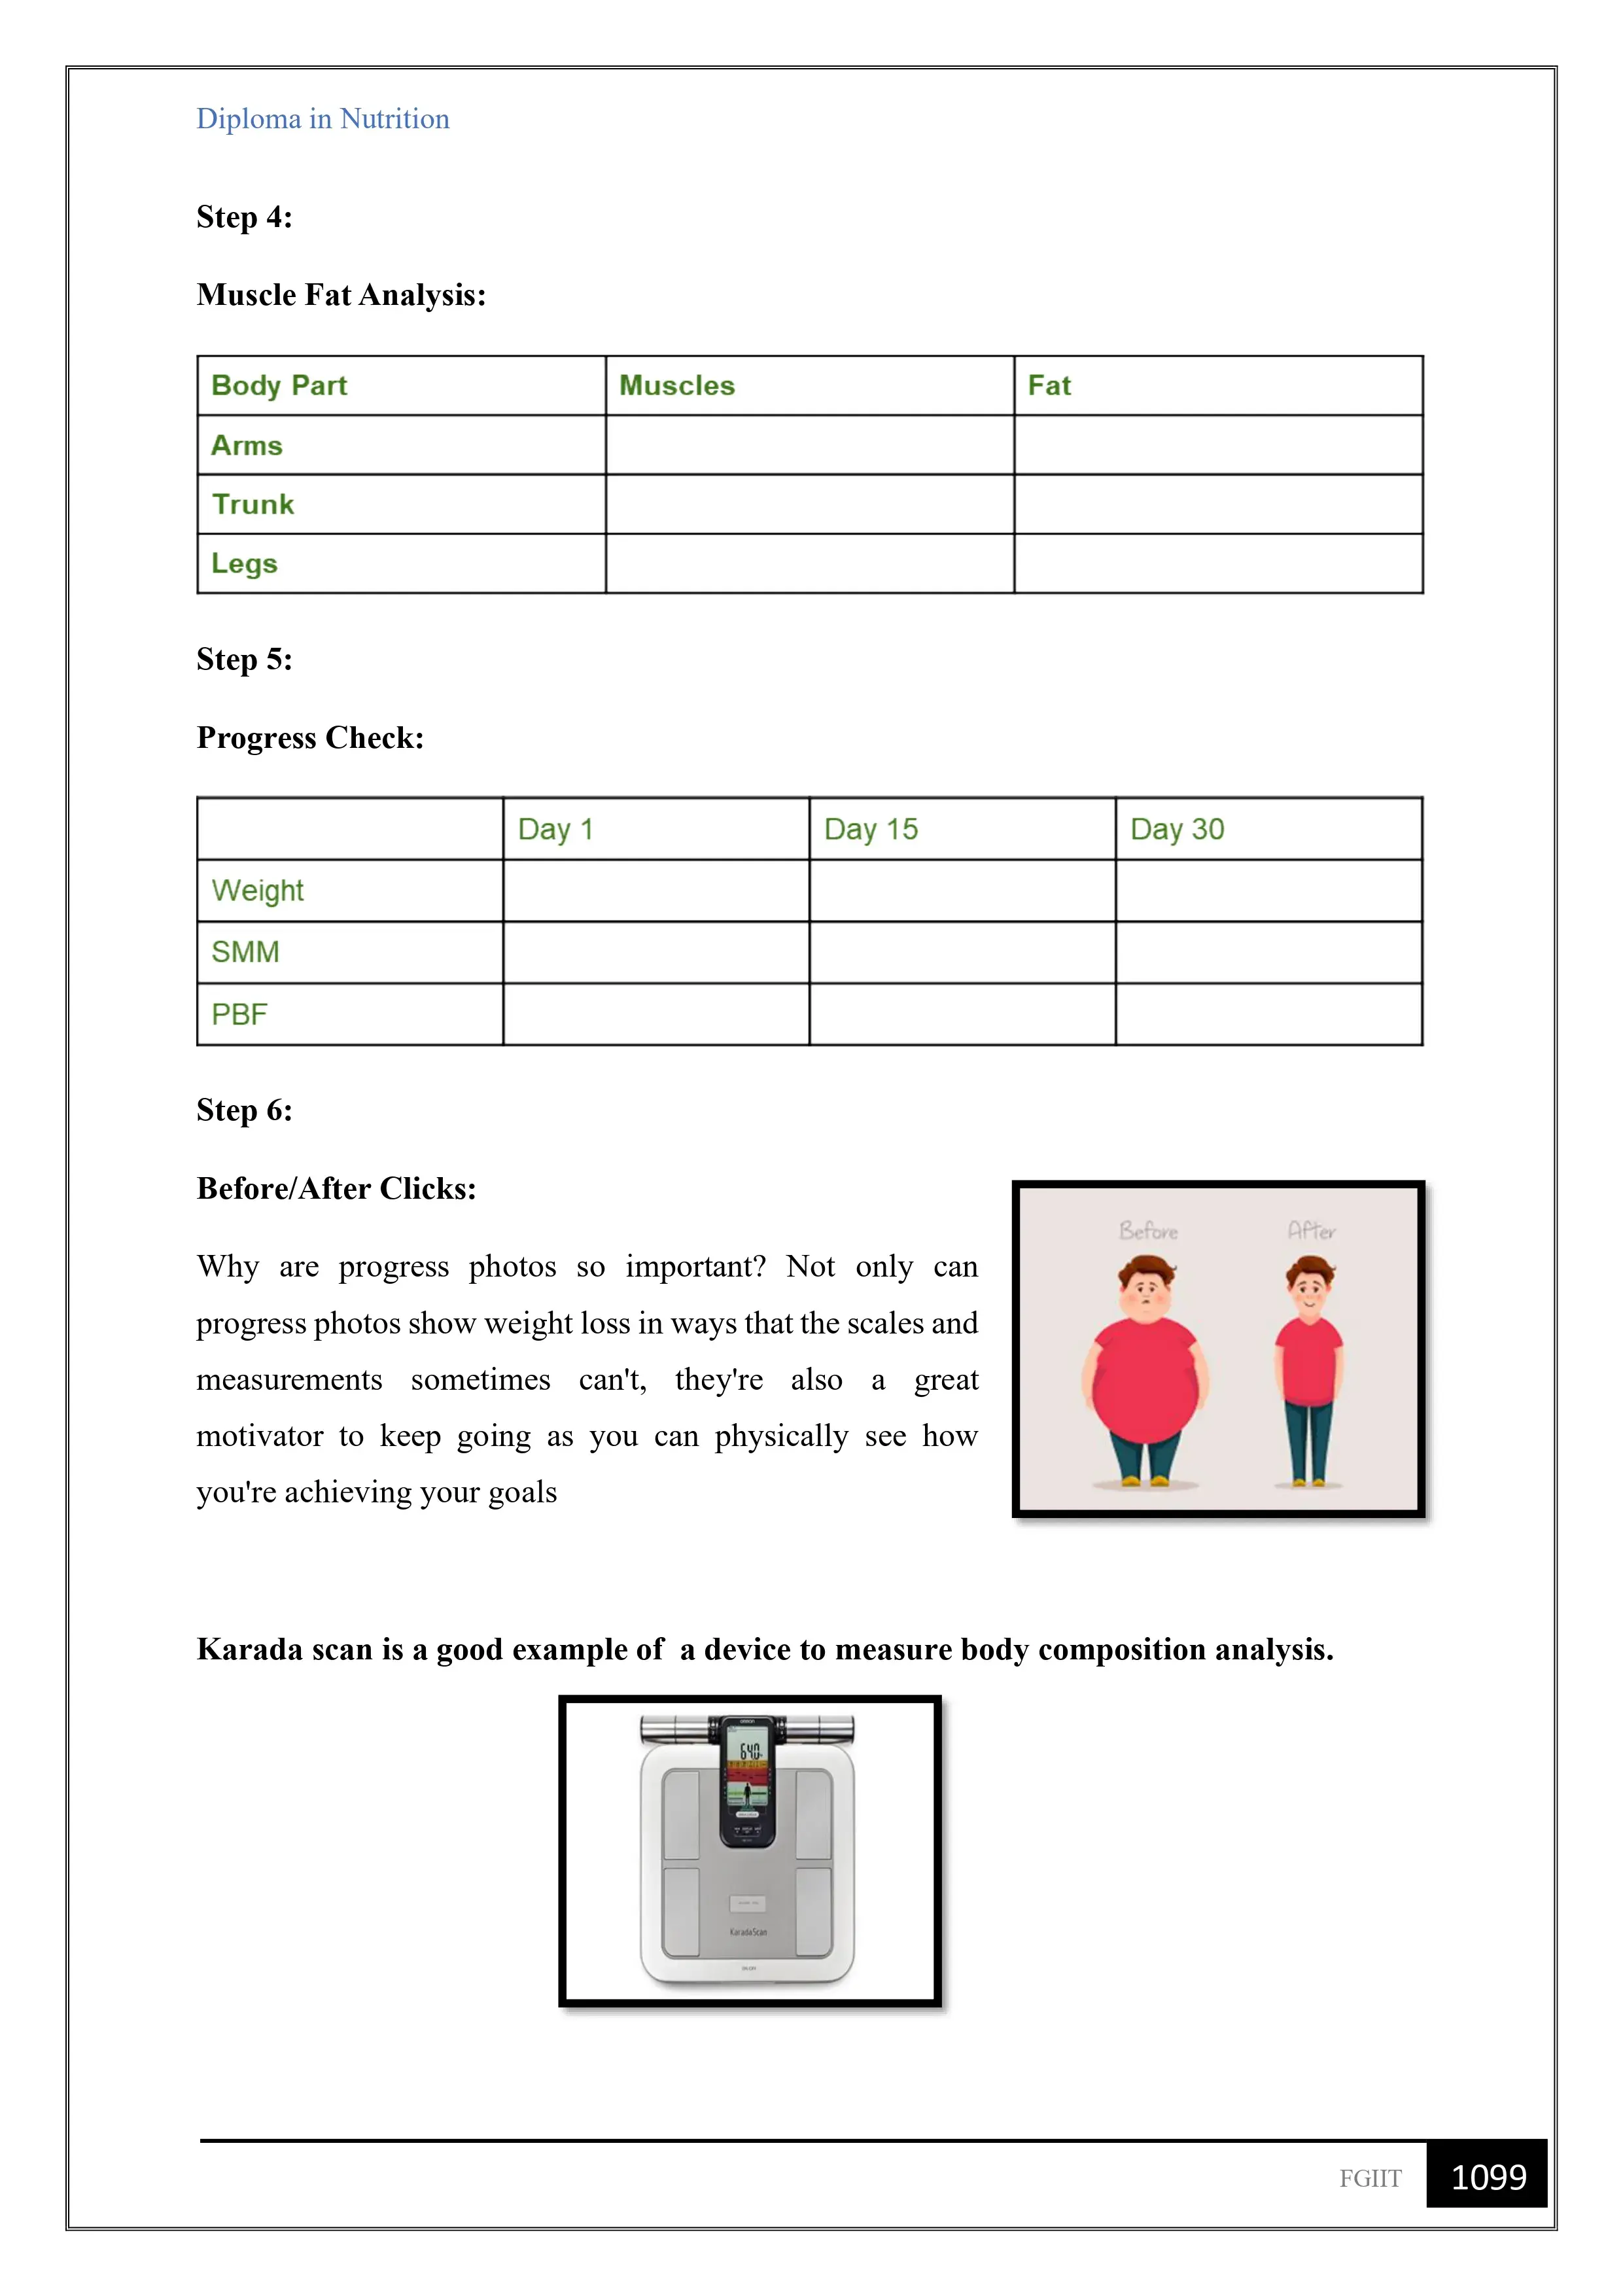 Diploma in Nutrition
Step 4:
Muscle Fat Analysis:
Body Part Muscles Fat
Arms
Trunk
Legs
Step 5:
Progress Check:
Day 1 Day 15 Day 30
Weight
SMM
PBF
Step 6:
Before/After Clicks:
Why are progress photos so important? Not only can
progress photos show weight loss in ways that the scales and
measurements sometimes can't, they're also a great
motivator to keep going as you can physically see how
you're achieving your goals
Before After
Karada scan is a good example of  a device to measure body composition analysis.
64.0
KaradaScan
FGIIT 1099